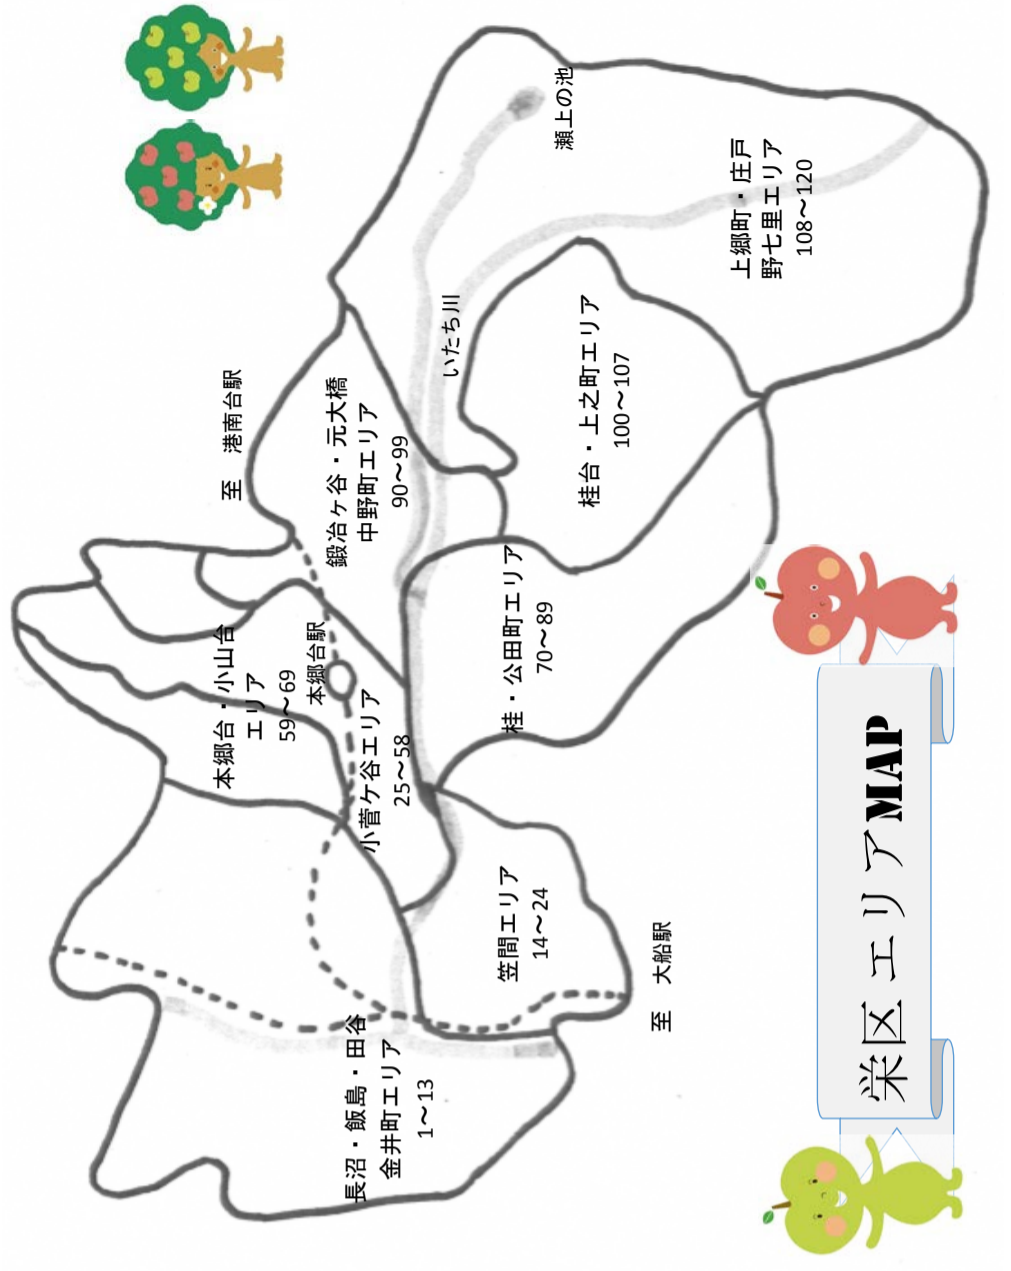 栄区 エリアMAP
長沼・飯島・田谷
金井町エリア
1～13
笠間エリア
14～24
小菅ケ谷エリア
25～58
本郷台・小山台
エリア
59～69
本郷台駅
桂・公田町エリア
70～89
鍛冶ヶ谷・元大橋
中野町エリア
90～99
桂台・上之町エリア
100～107
上郷町・庄戸
野七里エリア
108～120
いたち川
瀬上の池
至　港南台駅
至　大船駅